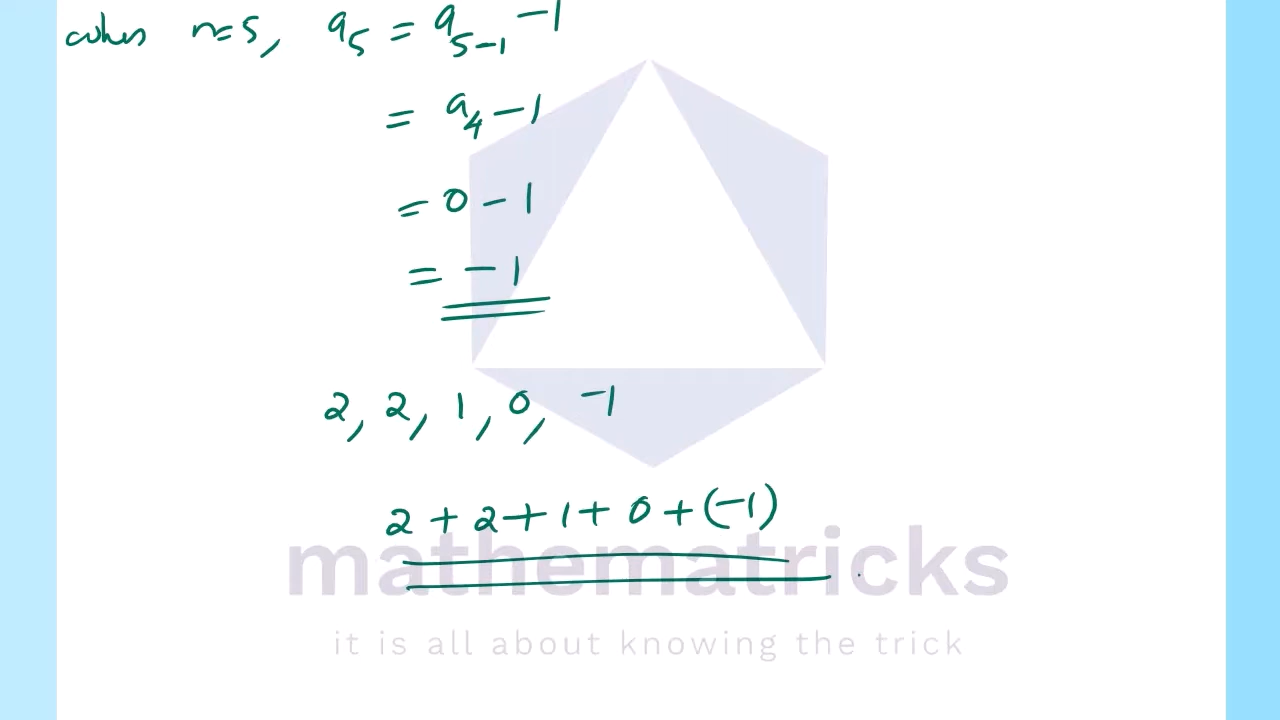 when n=5, a₅ = a₅₋₁ -1
= a₄ - 1
= 0 - 1
= - 1
2, 2, 1, 0, -1
2 + 2 + 1 + 0 + (-1)
mathematricks
it is all about knowing the trick